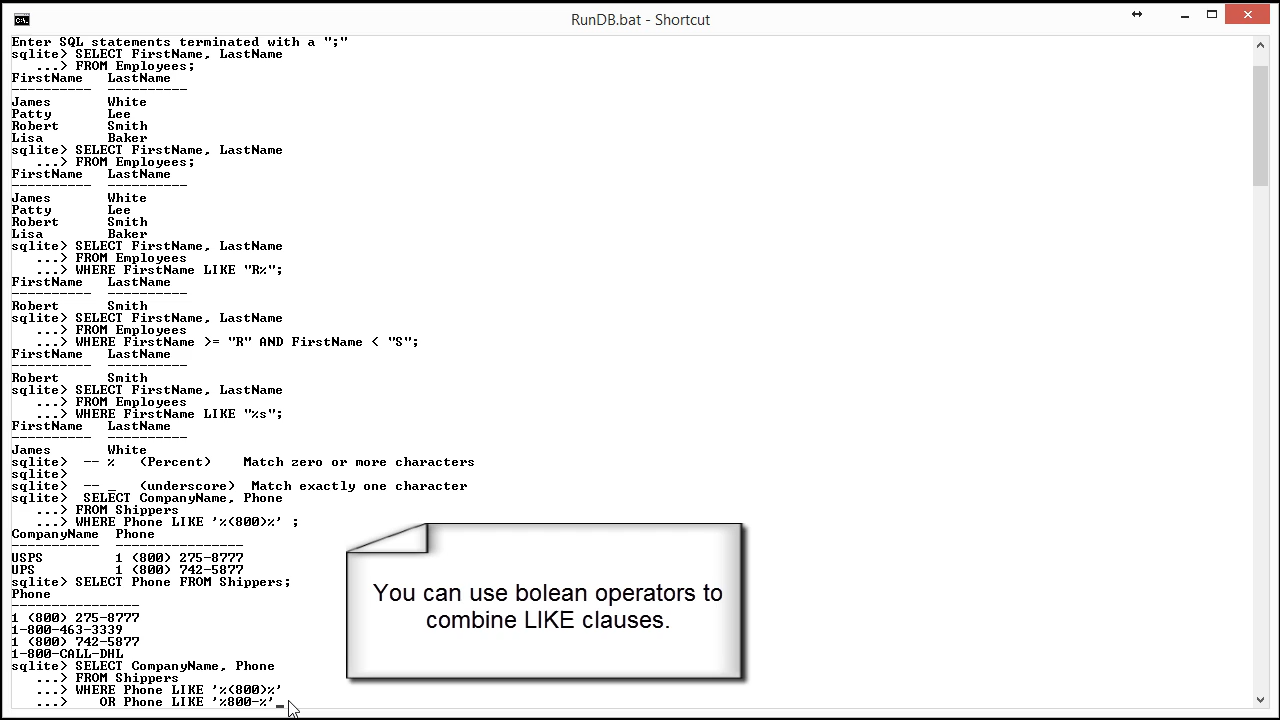 RunDB.bat - Shortcut
Enter SQL statements terminated with a ";"
sqlite> SELECT FirstName, LastName
   ...> FROM Employees;
FirstName   LastName
----------  ----------
James       White
Patty       Lee
Robert      Smith
Lisa        Baker
sqlite> SELECT FirstName, LastName
   ...> FROM Employees;
FirstName   LastName
----------  ----------
James       White
Patty       Lee
Robert      Smith
Lisa        Baker
sqlite> SELECT FirstName, LastName
   ...> FROM Employees
   ...> WHERE FirstName LIKE "R%";
FirstName   LastName
----------  ----------
Robert      Smith
sqlite> SELECT FirstName, LastName
   ...> FROM Employees
   ...> WHERE FirstName >= "R" AND FirstName < "S";
FirstName   LastName
----------  ----------
Robert      Smith
sqlite> SELECT FirstName, LastName
   ...> FROM Employees
   ...> WHERE FirstName LIKE "%s";
FirstName   LastName
----------  ----------
James       White
sqlite>  -- %   (Percent)    Match zero or more characters
sqlite>
sqlite>  -- _   (underscore)  Match exactly one character
sqlite>  SELECT CompanyName, Phone
   ...> FROM Shippers
   ...> WHERE Phone LIKE '%(800)%' ;
CompanyName  Phone
-----------  ----------------
USPS         1 (800) 275-8777
UPS          1 (800) 742-5877
sqlite> SELECT Phone FROM Shippers;
Phone
----------------
1 (800) 275-8777
1-800-463-3339
1 (800) 742-5877
1-800-CALL-DHL
sqlite> SELECT CompanyName, Phone
   ...> FROM Shippers
   ...> WHERE Phone LIKE '%(800)%'
   ...>    OR Phone LIKE '%800-%'_
You can use bolean operators to
combine LIKE clauses.